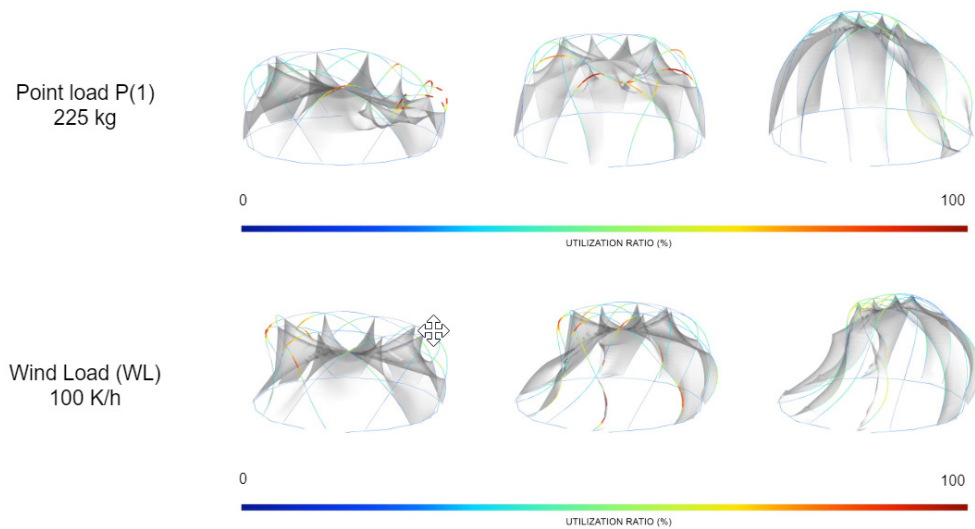 Point load P(1)
225 kg
0
100
UTILIZATION RATIO (%)
Wind Load (WL)
100 K/h
0
100
UTILIZATION RATIO (%)